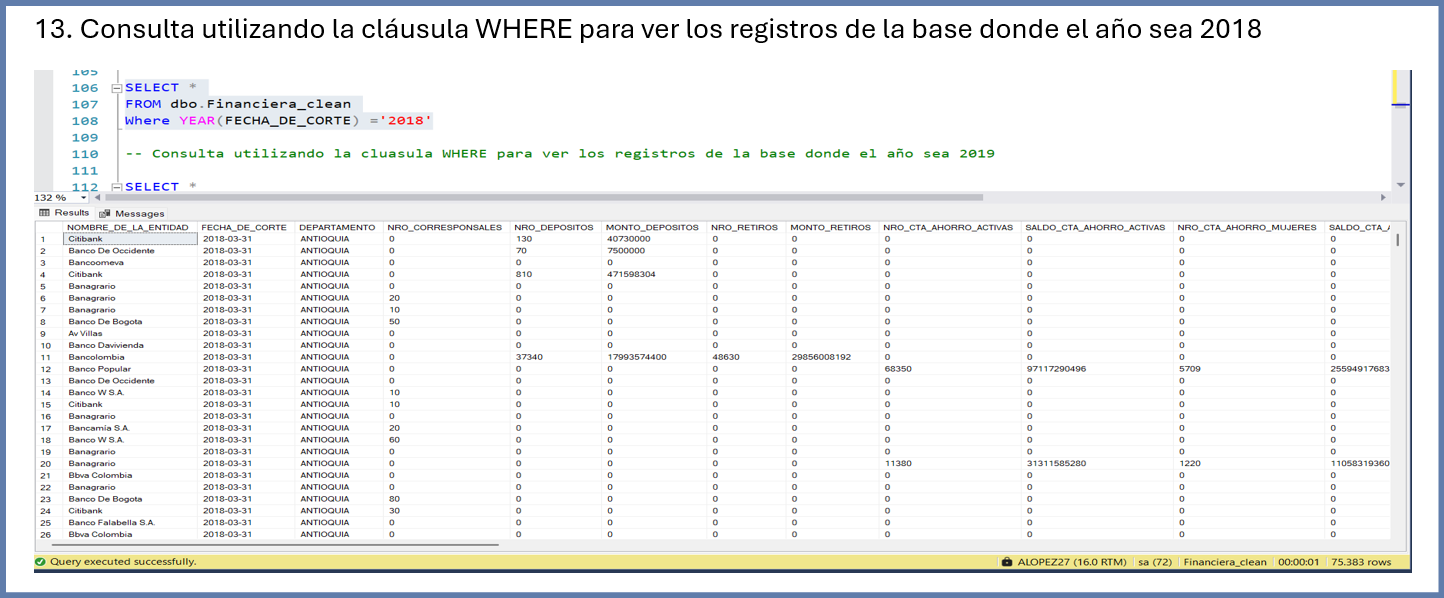 13. Consulta utilizando la cláusula WHERE para ver los registros de la base donde el año sea 2018
105
106 SELECT *
107 FROM dbo.Financiera_clean
108 Where YEAR(FECHA_DE_CORTE) ='2018'
109
110 -- Consulta utilizando la cluasula WHERE para ver los registros de la base donde el año sea 2019
111
112 SELECT *
132 %
Results Messages
NOMBRE_DE_LA_ENTIDAD FECHA_DE_CORTE DEPARTAMENTO NRO_CORRESPONSALES NRO_DEPOSITOS MONTO_DEPOSITOS NRO_RETIROS MONTO_RETIROS NRO_CTA_AHORRO_ACTIVAS SALDO_CTA_AHORRO_ACTIVAS NRO_CTA_AHORRO_MUJERES SALDO_CTA_A
1 Citibank 2018-03-31 ANTIOQUIA 0 130 40730000 0 0 0 0 0 0
2 Banco De Occidente 2018-03-31 ANTIOQUIA 0 70 7500000 0 0 0 0 0 0
3 Bancoomeva 2018-03-31 ANTIOQUIA 0 0 0 0 0 0 0 0 0
4 Citibank 2018-03-31 ANTIOQUIA 0 810 471598304 0 0 0 0 0 0
5 Banagrario 2018-03-31 ANTIOQUIA 0 0 0 0 0 0 0 0 0
6 Banagrario 2018-03-31 ANTIOQUIA 20 0 0 0 0 0 0 0 0
7 Banagrario 2018-03-31 ANTIOQUIA 10 0 0 0 0 0 0 0 0
8 Banco De Bogota 2018-03-31 ANTIOQUIA 50 0 0 0 0 0 0 0 0
9 Av Villas 2018-03-31 ANTIOQUIA 0 0 0 0 0 0 0 0 0
10 Banco Davivienda 2018-03-31 ANTIOQUIA 0 0 0 0 0 0 0 0 0
11 Bancolombia 2018-03-31 ANTIOQUIA 0 37340 17993574400 48630 29856008192 0 0 0 0
12 Banco Popular 2018-03-31 ANTIOQUIA 0 0 0 0 0 68350 97117290496 5709 25594917683
13 Banco De Occidente 2018-03-31 ANTIOQUIA 0 0 0 0 0 0 0 0 0
14 Banco W S.A. 2018-03-31 ANTIOQUIA 10 0 0 0 0 0 0 0 0
15 Citibank 2018-03-31 ANTIOQUIA 10 0 0 0 0 0 0 0 0
16 Banagrario 2018-03-31 ANTIOQUIA 0 0 0 0 0 0 0 0 0
17 Bancamía S.A. 2018-03-31 ANTIOQUIA 20 0 0 0 0 0 0 0 0
18 Banco W S.A. 2018-03-31 ANTIOQUIA 60 0 0 0 0 0 0 0 0
19 Banagrario 2018-03-31 ANTIOQUIA 0 0 0 0 0 0 0 0 0
20 Banagrario 2018-03-31 ANTIOQUIA 0 0 0 0 0 11380 31311585280 1220 11058319360
21 Bbva Colombia 2018-03-31 ANTIOQUIA 0 0 0 0 0 0 0 0 0
22 Banagrario 2018-03-31 ANTIOQUIA 0 0 0 0 0 0 0 0 0
23 Banco De Bogota 2018-03-31 ANTIOQUIA 80 0 0 0 0 0 0 0 0
24 Citibank 2018-03-31 ANTIOQUIA 30 0 0 0 0 0 0 0 0
25 Banco Falabella S.A. 2018-03-31 ANTIOQUIA 0 0 0 0 0 0 0 0 0
26 Bbva Colombia 2018-03-31 ANTIOQUIA 0 0 0 0 0 0 0 0 0
Query executed successfully. ALOPEZ27 (16.0 RTM) sa (72) Financiera_clean 00:00:01 75.383 rows